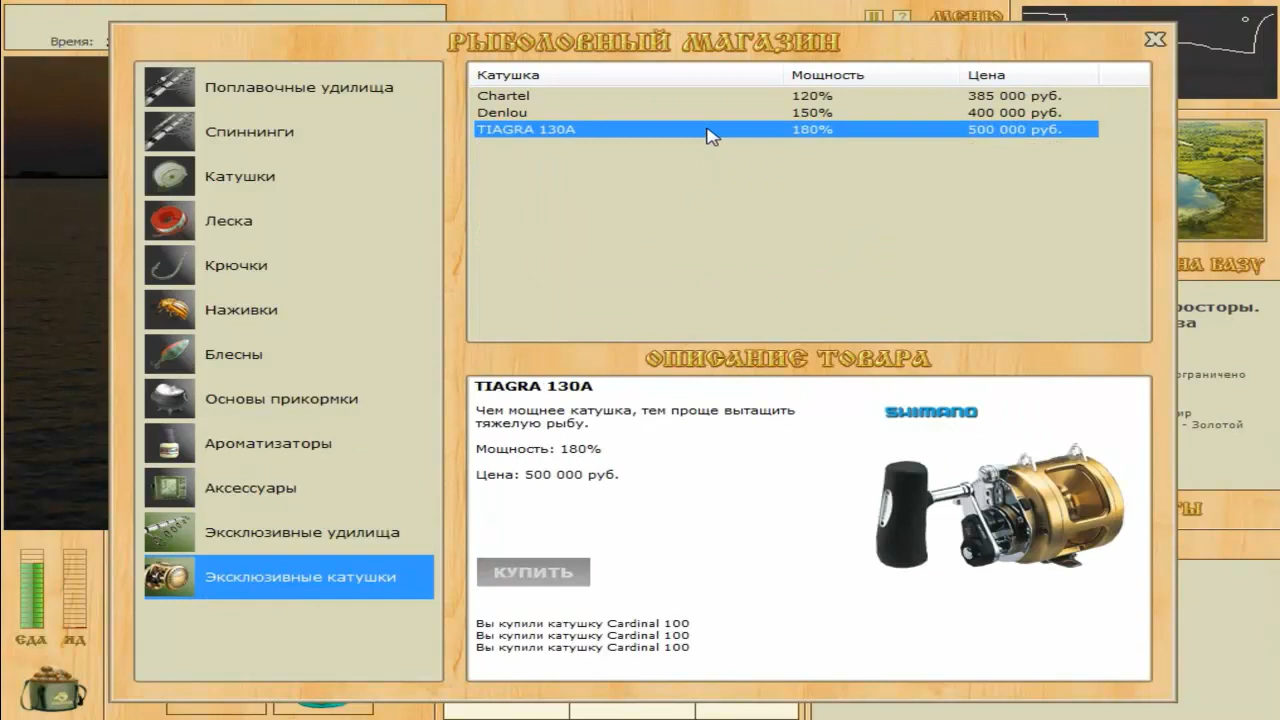 МЕНЮ
Время:
РЫБОЛОВНЫЙ МАГАЗИН
Поплавочные удилища
Спиннинги
Катушки
Леска
Крючки
Наживки
Блесны
Основы прикормки
Ароматизаторы
Аксессуары
Эксклюзивные удилища
Эксклюзивные катушки
Катушка Мощность Цена
Chartel 120% 385 000 руб.
Denlou 150% 400 000 руб.
TIAGRA 130A 180% 500 000 руб.
ОПИСАНИЕ ТОВАРА
TIAGRA 130A
Чем мощнее катушка, тем проще вытащить
тяжелую рыбу.
Мощность: 180%
Цена: 500 000 руб.
SHIMANO
КУПИТЬ
Вы купили катушку Cardinal 100
Вы купили катушку Cardinal 100
Вы купили катушку Cardinal 100
НА БАЗУ
- Золотой
ЕДА